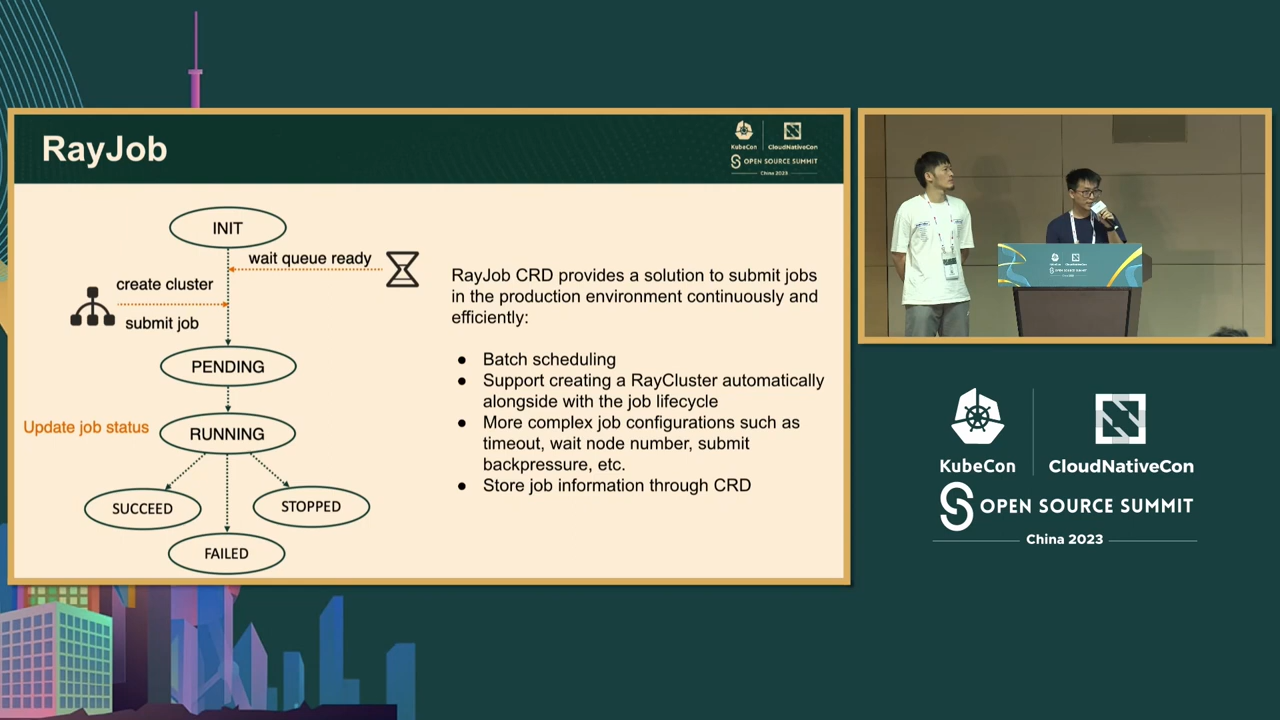 RayJob
KubeCon
CloudNativeCon
OPEN SOURCE SUMMIT
China 2023
INIT
wait queue ready
create cluster
submit job
PENDING
Update job status
RUNNING
SUCCEED
STOPPED
FAILED
RayJob CRD provides a solution to submit jobs
in the production environment continuously and
efficiently:
● Batch scheduling
● Support creating a RayCluster automatically
alongside with the job lifecycle
● More complex job configurations such as
timeout, wait node number, submit
backpressure, etc.
● Store job information through CRD
KubeCon
CloudNativeCon
OPEN SOURCE SUMMIT
China 2023